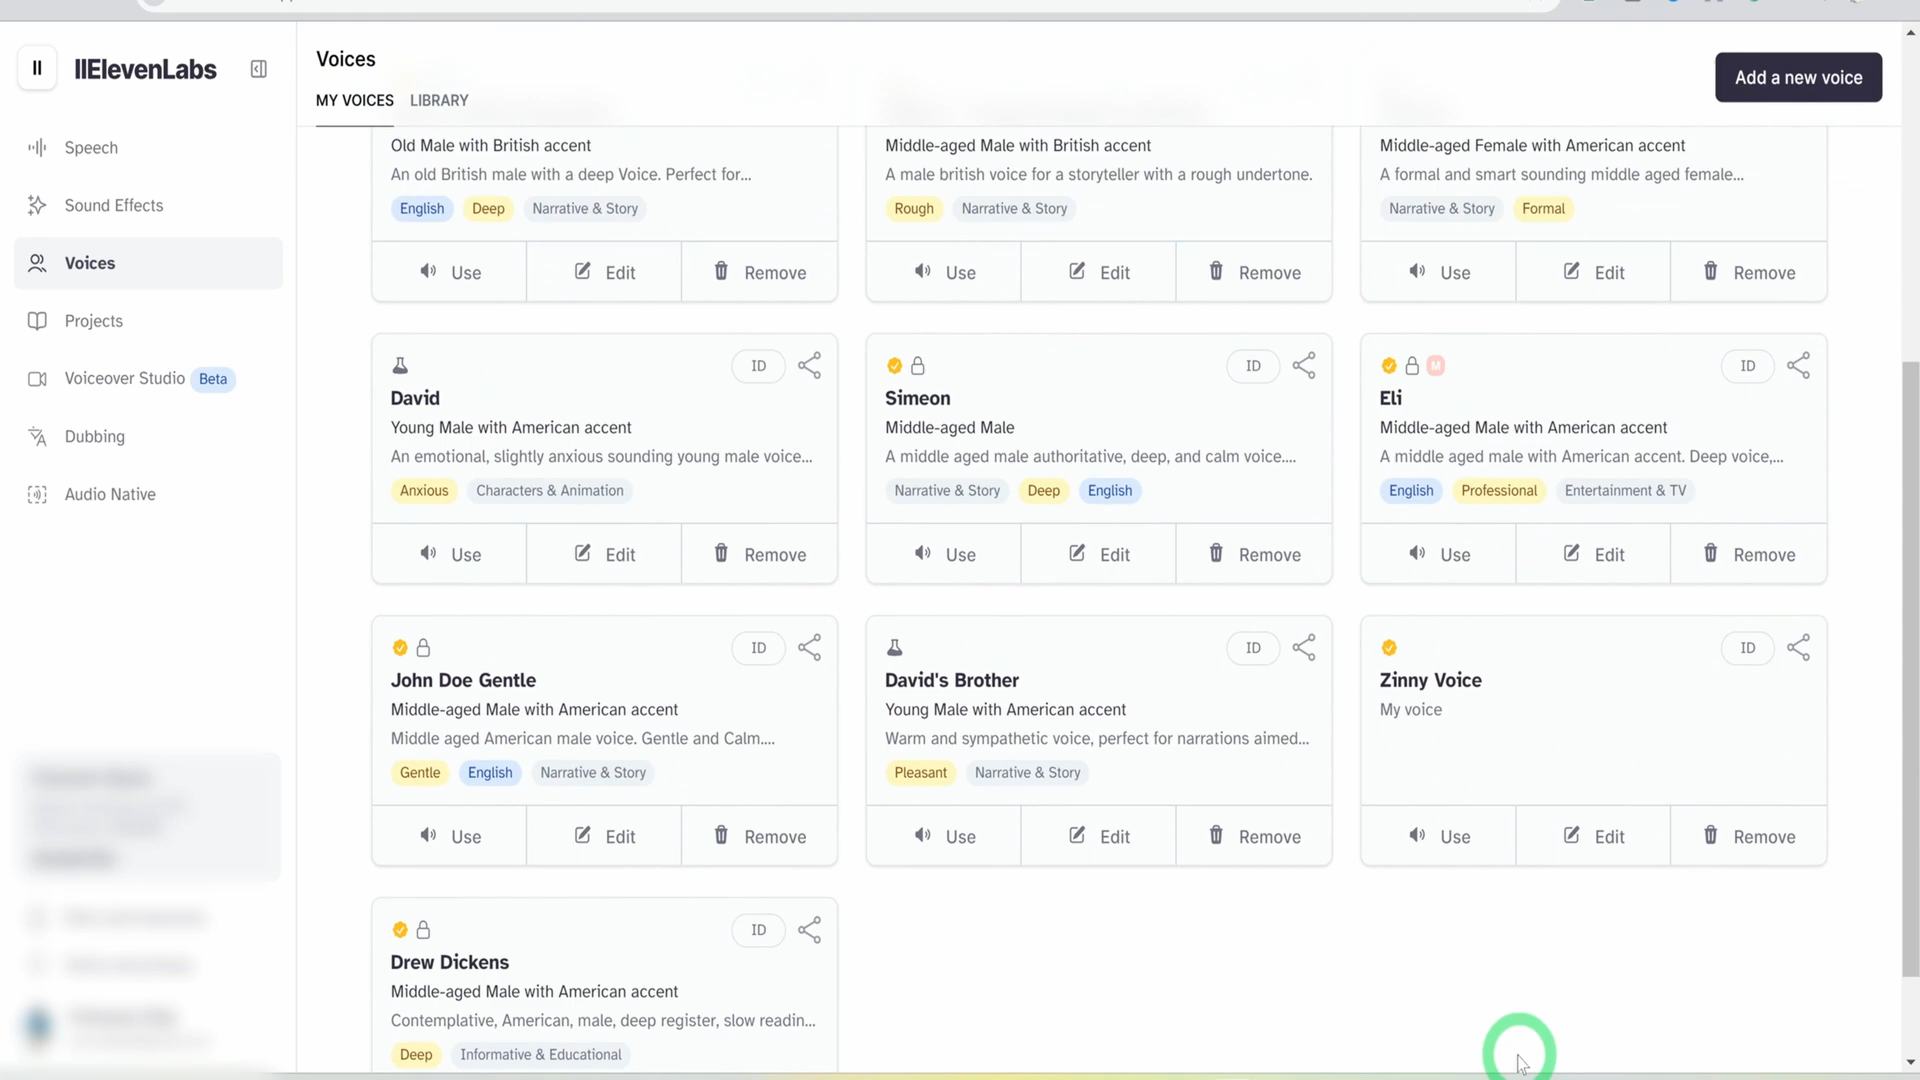 IIElevenLabs
Speech
Sound Effects
Voices
Projects
Voiceover Studio Beta
Dubbing
Audio Native
Voices
MY VOICES LIBRARY
Add a new voice
Old Male with British accent
An old British male with a deep Voice. Perfect for...
English Deep Narrative & Story
Use Edit Remove
Middle-aged Male with British accent
A male british voice for a storyteller with a rough undertone.
Rough Narrative & Story
Use Edit Remove
Middle-aged Female with American accent
A formal and smart sounding middle aged female...
Narrative & Story Formal
Use Edit Remove
ID
David
Young Male with American accent
An emotional, slightly anxious sounding young male voice...
Anxious Characters & Animation
Use Edit Remove
ID
Simeon
Middle-aged Male
A middle aged male authoritative, deep, and calm voice....
Narrative & Story Deep English
Use Edit Remove
M ID
Eli
Middle-aged Male with American accent
A middle aged male with American accent. Deep voice,...
English Professional Entertainment & TV
Use Edit Remove
ID
John Doe Gentle
Middle-aged Male with American accent
Middle aged American male voice. Gentle and Calm....
Gentle English Narrative & Story
Use Edit Remove
ID
David's Brother
Young Male with American accent
Warm and sympathetic voice, perfect for narrations aimed...
Pleasant Narrative & Story
Use Edit Remove
ID
Zinny Voice
My voice
Use Edit Remove
ID
Drew Dickens
Middle-aged Male with American accent
Contemplative, American, male, deep register, slow readin...
Deep Informative & Educational